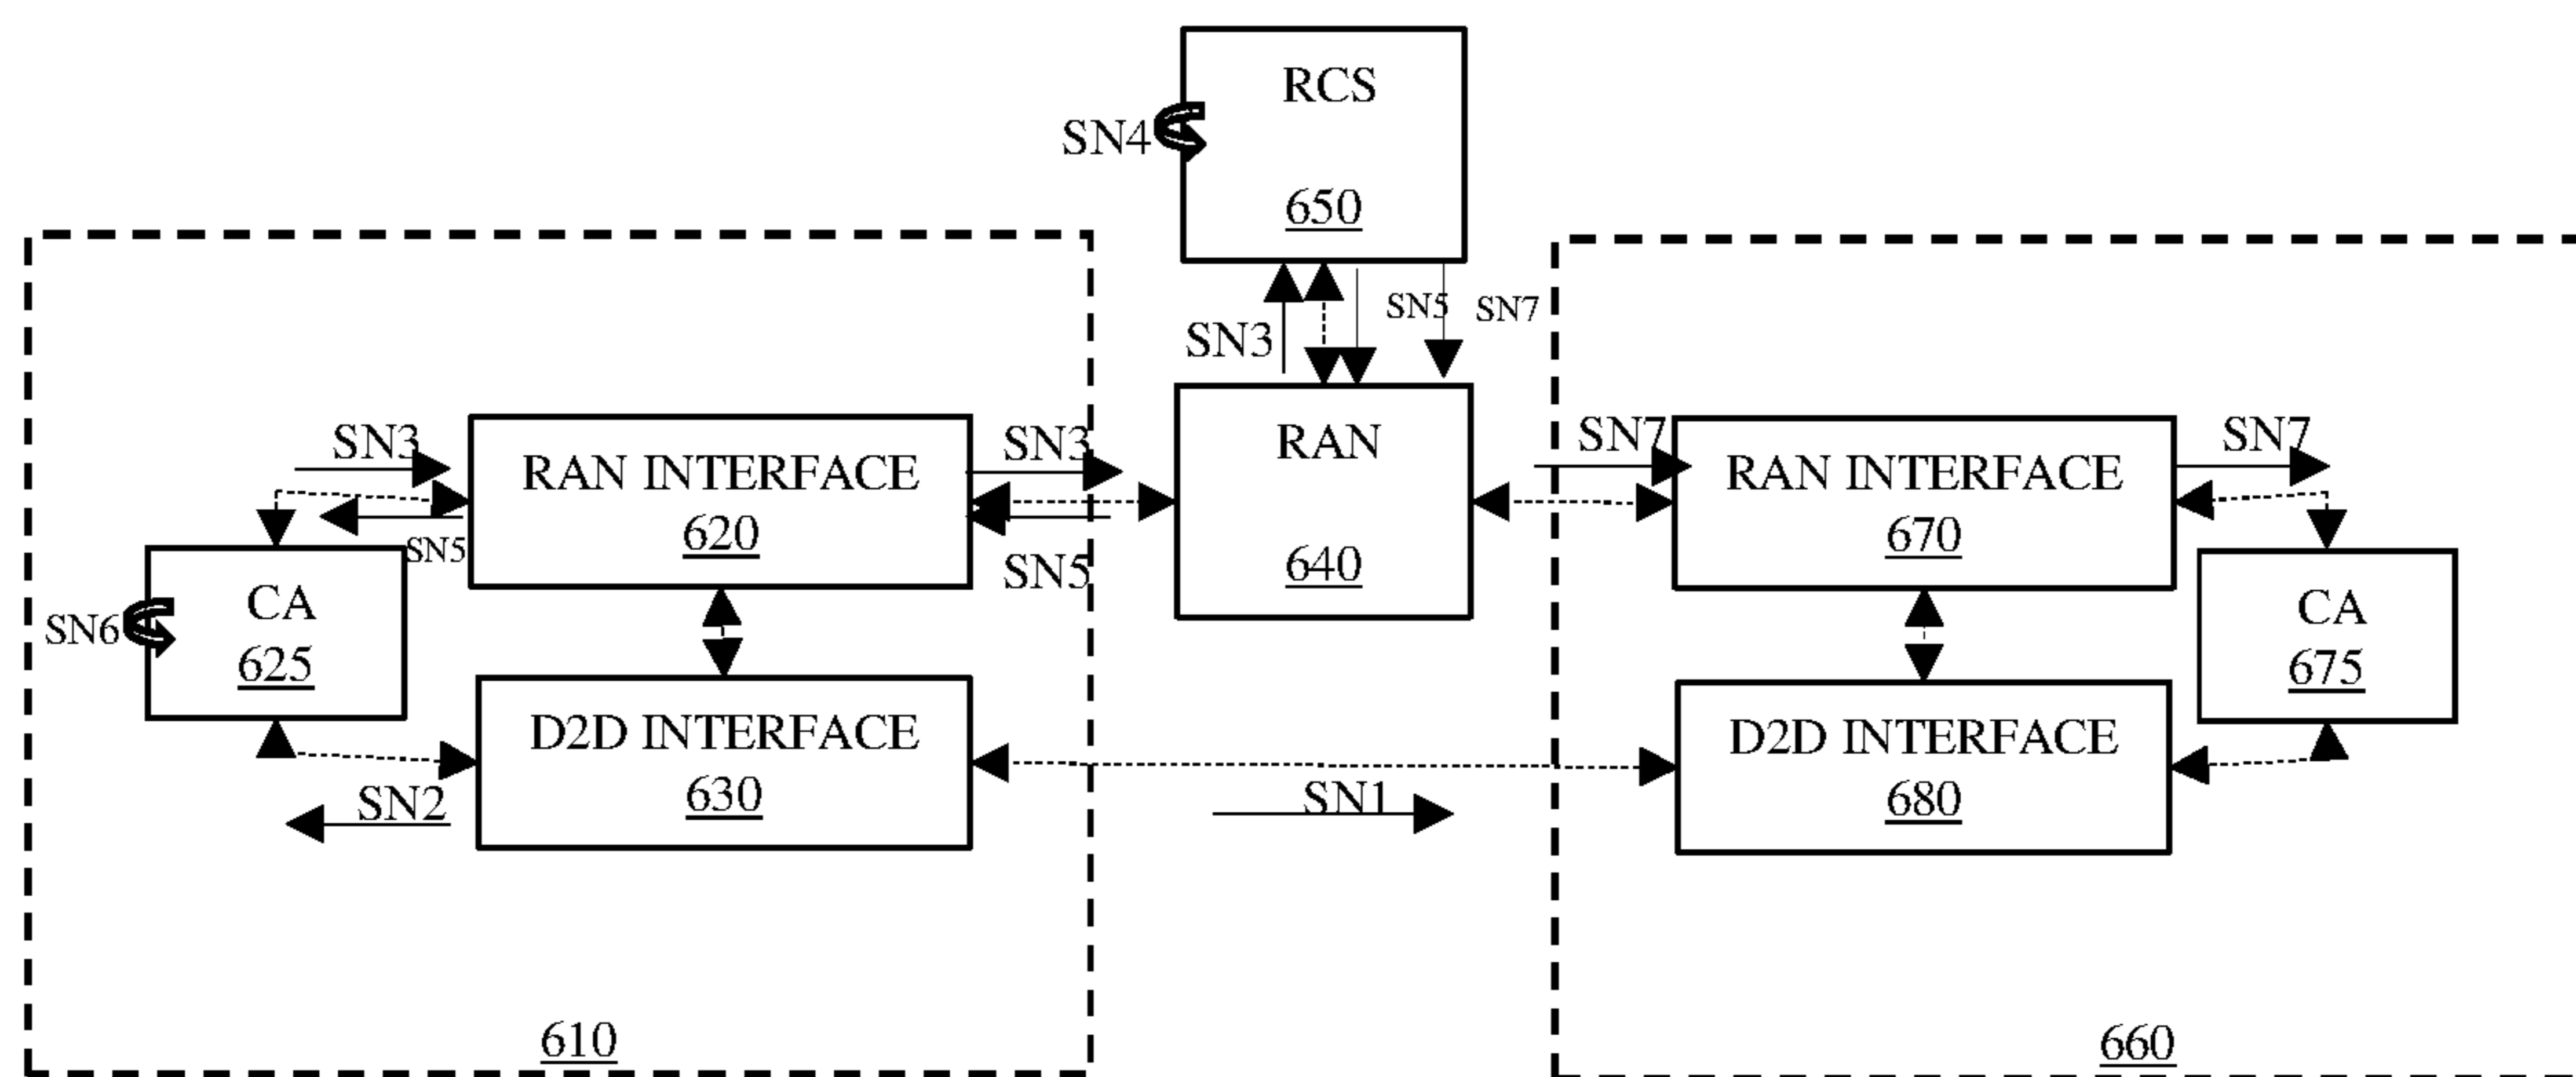 RCS
SN4
650
SN5
SN7
SN3
SN3
SN3
RAN
SN7
SN7
RAN INTERFACE
620
RAN INTERFACE
670
SN5
SN5
640
CA
625
SN6
CA
675
D2D INTERFACE
630
D2D INTERFACE
680
SN2
SN1
610
660